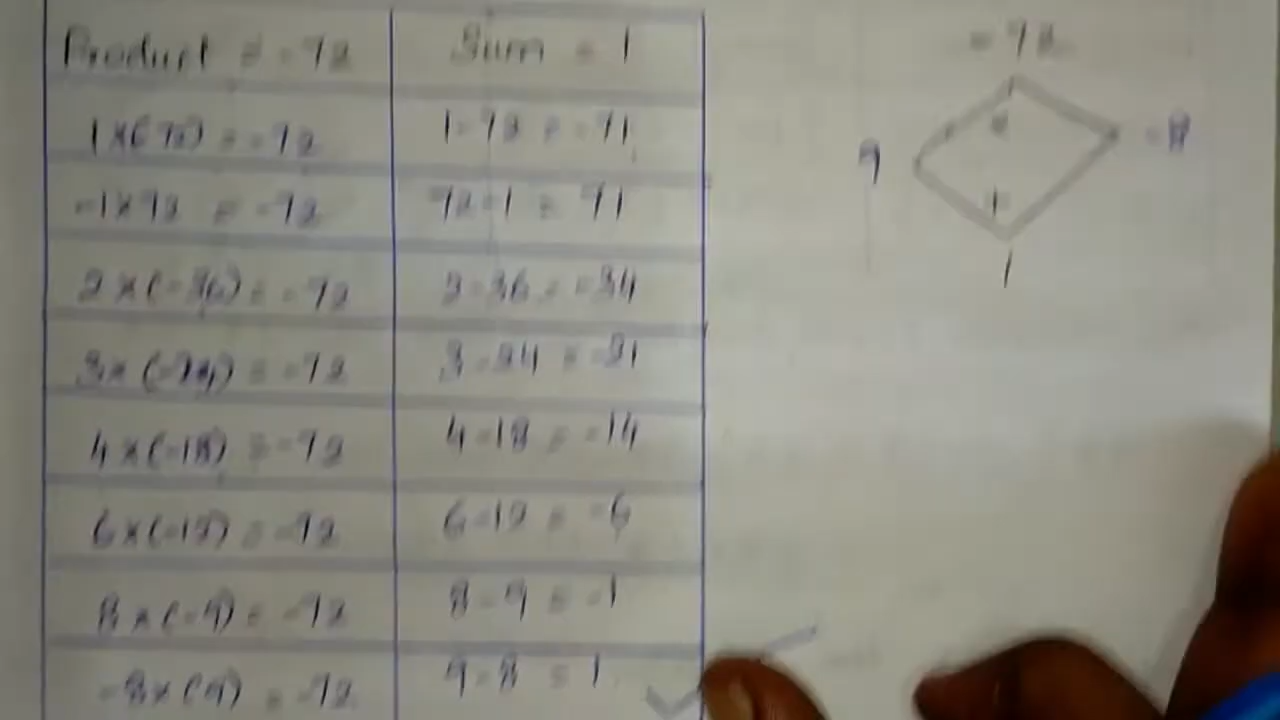 Product = -72 Sum = 1
1×(-72) = -72 1-72 = -71
-1×72 = -72 72-1 = 71
2×(-36) = -72 2-36 = -34
3×(-24) = -72 3-24 = -21
4×(-18) = -72 4-18 = -14
6×(-12) = -72 6-12 = -6
8×(-9) = -72 8-9 = -1
-8×(9) = -72 9-8 = 1
-72
×
9 -8
+
1